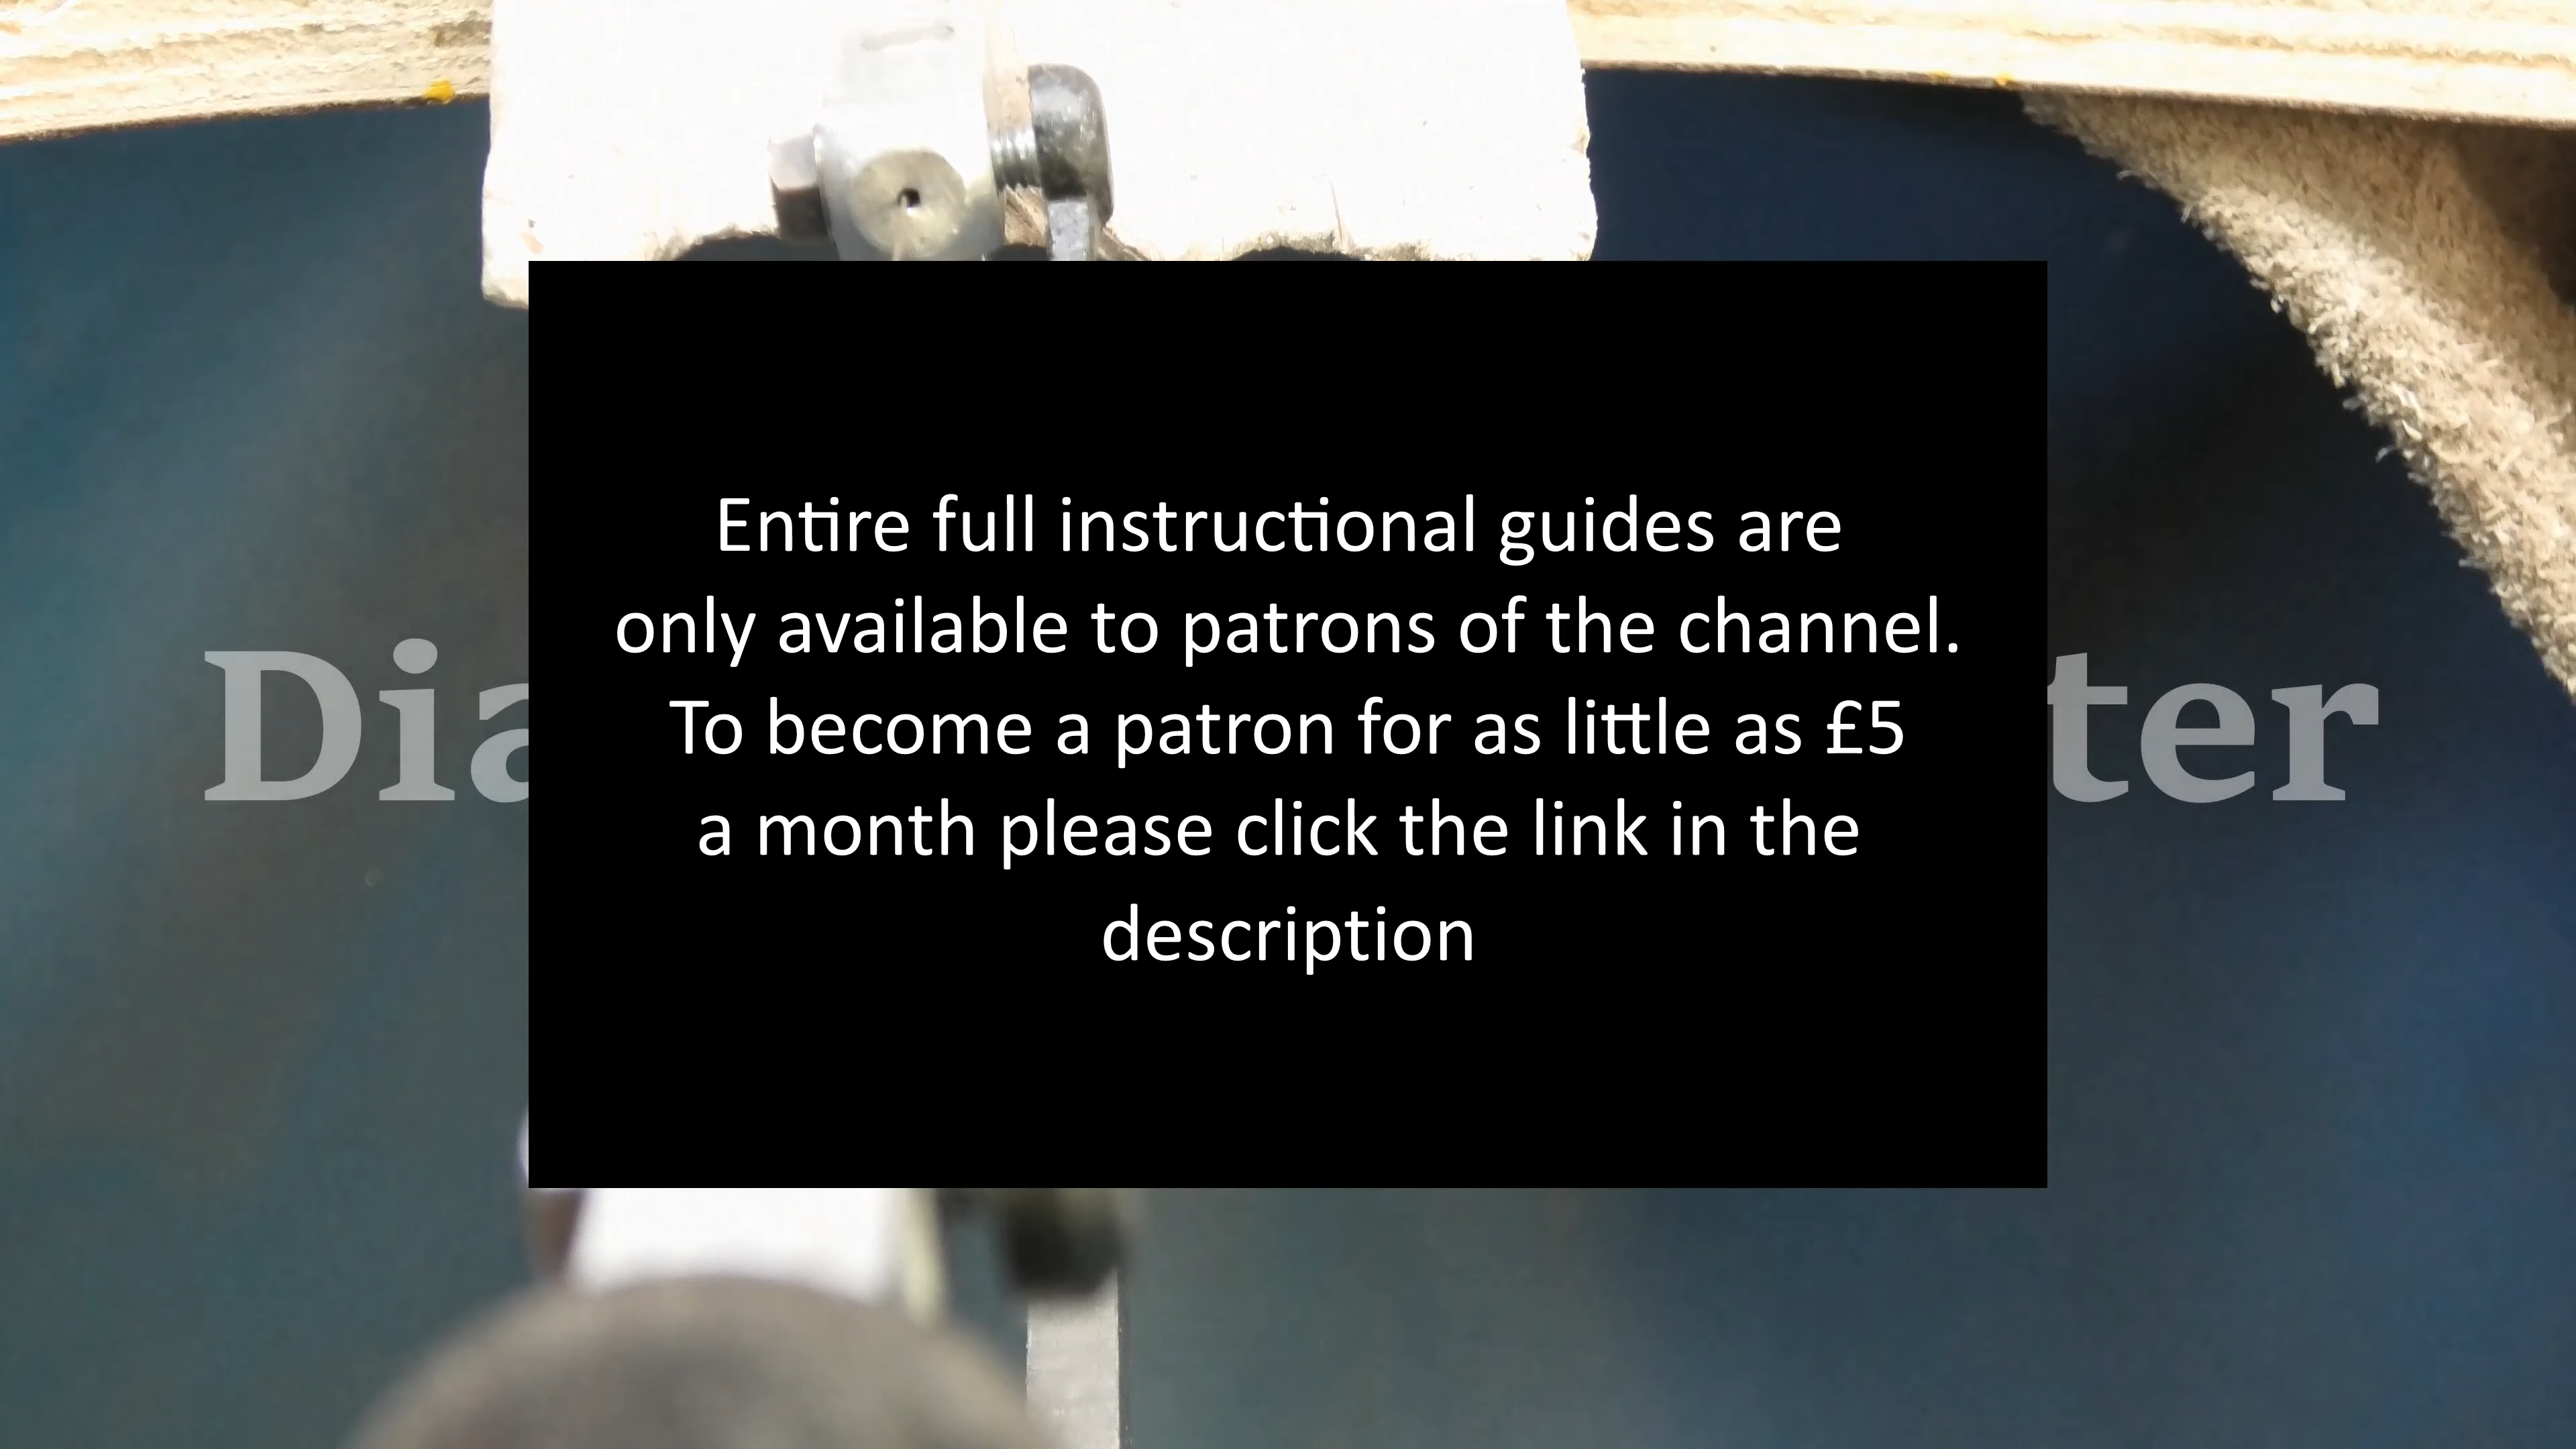 Entire full instructional guides are
only available to patrons of the channel.
To become a patron for as little as £5
a month please click the link in the
description